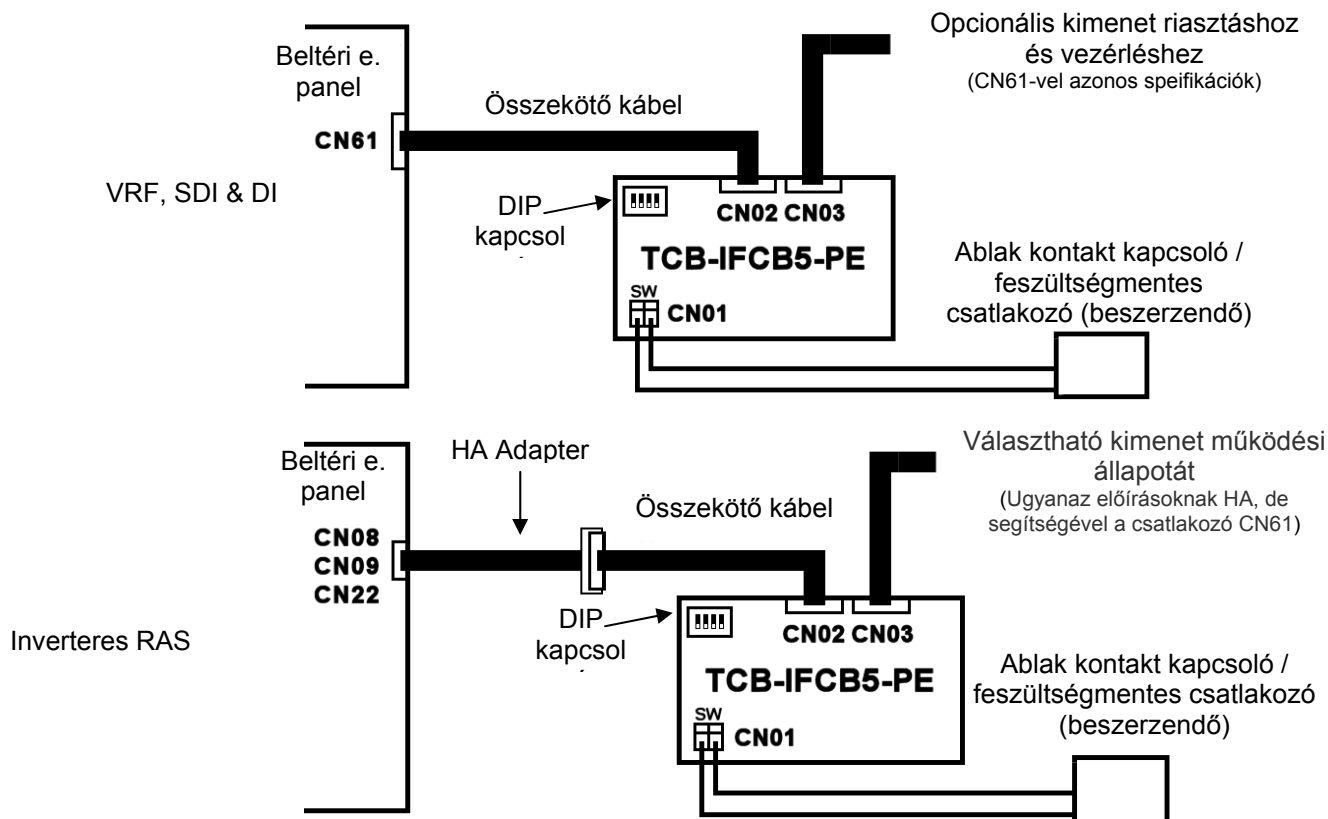 Opcionális kimenet riasztáshoz
és vezérléshez
(CN61-vel azonos speifikációk)
Beltéri e.
panel
Összekötő kábel
CN61
VRF, SDI & DI
DIP
kapcsol
CN02 CN03
TCB-IFCB5-PE
SW
CN01
Ablak kontakt kapcsoló /
feszültségmentes
csatlakozó (beszerzendő)
Beltéri e.
panel
HA Adapter
Választható kimenet működési
állapotát
(Ugyanaz előírásoknak HA, de
segítségével a csatlakozó CN61)
Összekötő kábel
CN08
CN09
CN22
Inverteres RAS
DIP
kapcsol
CN02 CN03
TCB-IFCB5-PE
SW
CN01
Ablak kontakt kapcsoló /
feszültségmentes csatlakozó
(beszerzendő)